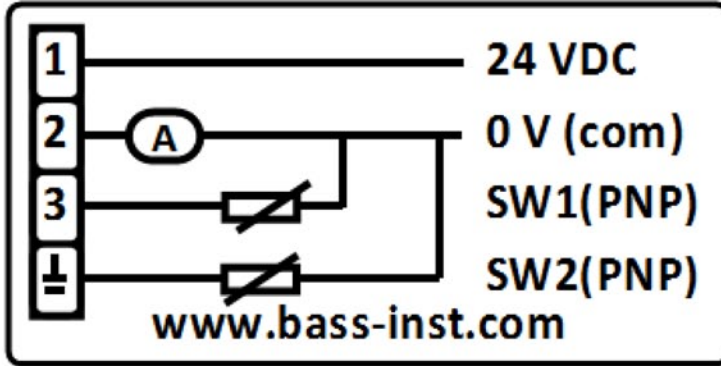 1 24 VDC
2 A 0 V (com)
3 SW1(PNP)
SW2(PNP)
www.bass-inst.com